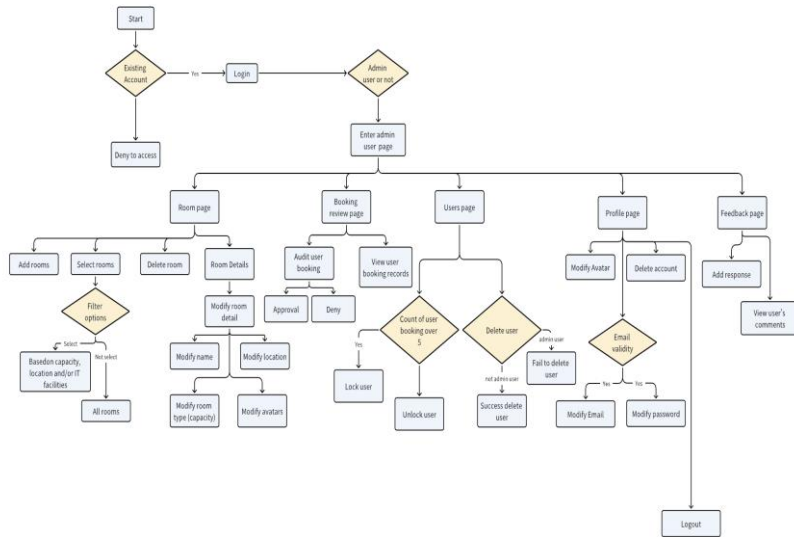 Start
Existing
Account
Yes
Login
Admin
user or not
Deny to access
Enter admin
user page
Room page
Booking
review page
Users page
Profile page
Feedback page
Add rooms
Select rooms
Delete room
Room Details
Audit user
booking
View user
booking records
Modify Avatar
Delete account
Add response
Filter
options
Modify room
detail
Approval
Deny
Count of user
booking over
5
Delete user
admin user
Email
validity
View user's
comments
Select
Not select
Basedon capacity,
location and/or IT
facilities
Modify name
Modify location
Yes
Lock user
Fail to delete
user
not admin user
Yes
Yes
All rooms
Modify room
type (capacity)
Modify avatars
Unlock user
Success delete
user
Modify Email
Modify password
Logout